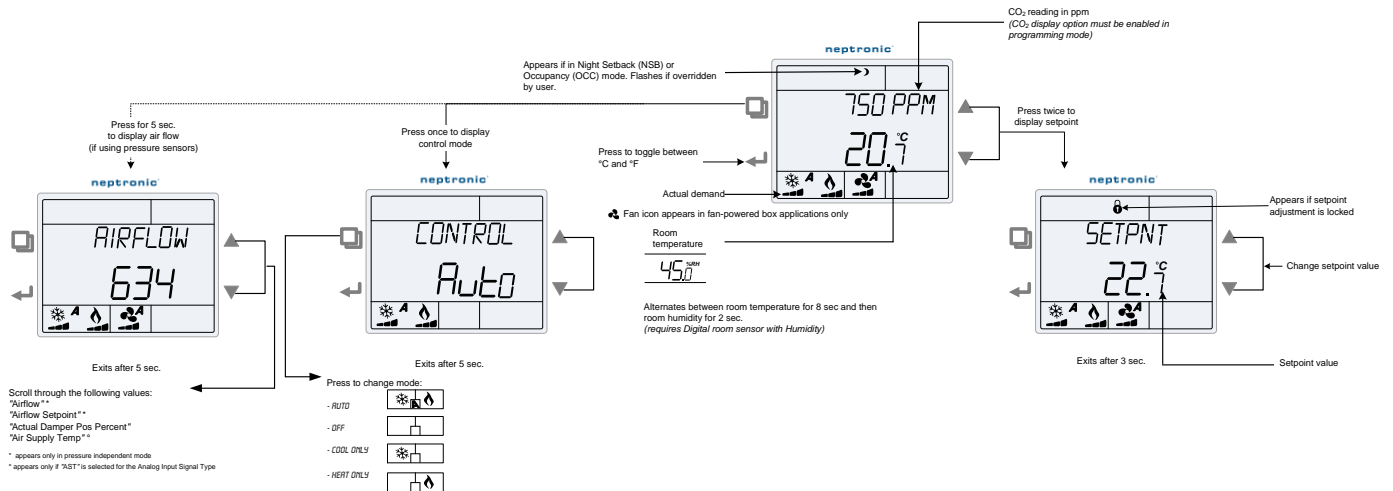 CO₂ reading in ppm
(CO₂ display option must be enabled in
programming mode)
neptronic
Appears if in Night Setback (NSB) or
Occupancy (OCC) mode. Flashes if overridden
by user.
750 PPM
20.7 °C
A
A
Press for 5 sec.
to display air flow
(if using pressure sensors)
Press once to display
control mode
Press to toggle between
°C and °F
Actual demand
Press twice to
display setpoint
Fan icon appears in fan-powered box applications only
Room
temperature
45.0 %RH
Alternates between room temperature for 8 sec and then
room humidity for 2 sec.
(requires Digital room sensor with Humidity)
neptronic
AIRFLOW
634
A
A
Exits after 5 sec.
Scroll through the following values:
"Airflow"*
"Airflow Setpoint"*
"Actual Damper Pos Percent"
"Air Supply Temp"°
* appears only in pressure independent mode
° appears only if "AST" is selected for the Analog Input Signal Type
neptronic
CONTROL
Auto
A
Exits after 5 sec.
Press to change mode:
- AUTO
A
- OFF
- COOL ONLY
- HEAT ONLY
neptronic
SETPNT
22.7 °C
A
A
Appears if setpoint
adjustment is locked
Change setpoint value
Exits after 3 sec.
Setpoint value